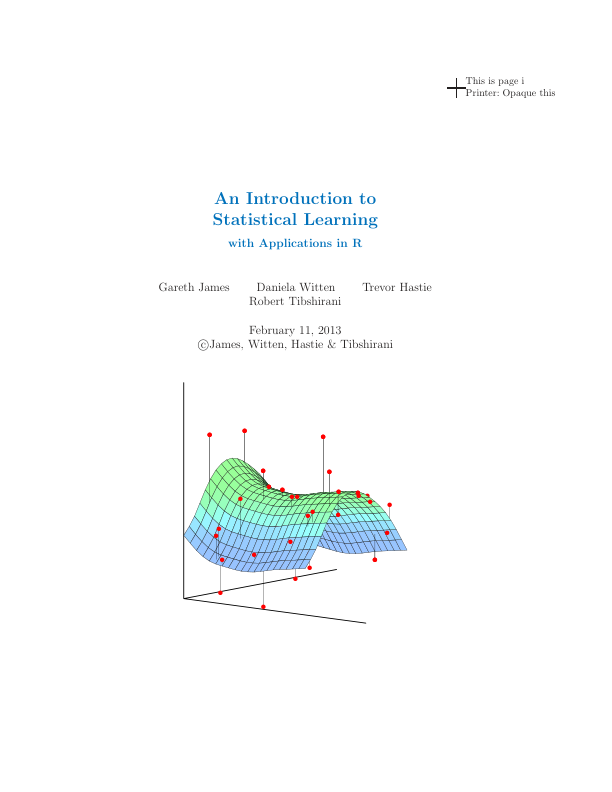 This is page i
Printer: Opaque this
An Introduction to
Statistical Learning
with Applications in R
Gareth James Daniela Witten Trevor Hastie
Robert Tibshirani
February 11, 2013
©James, Witten, Hastie & Tibshirani